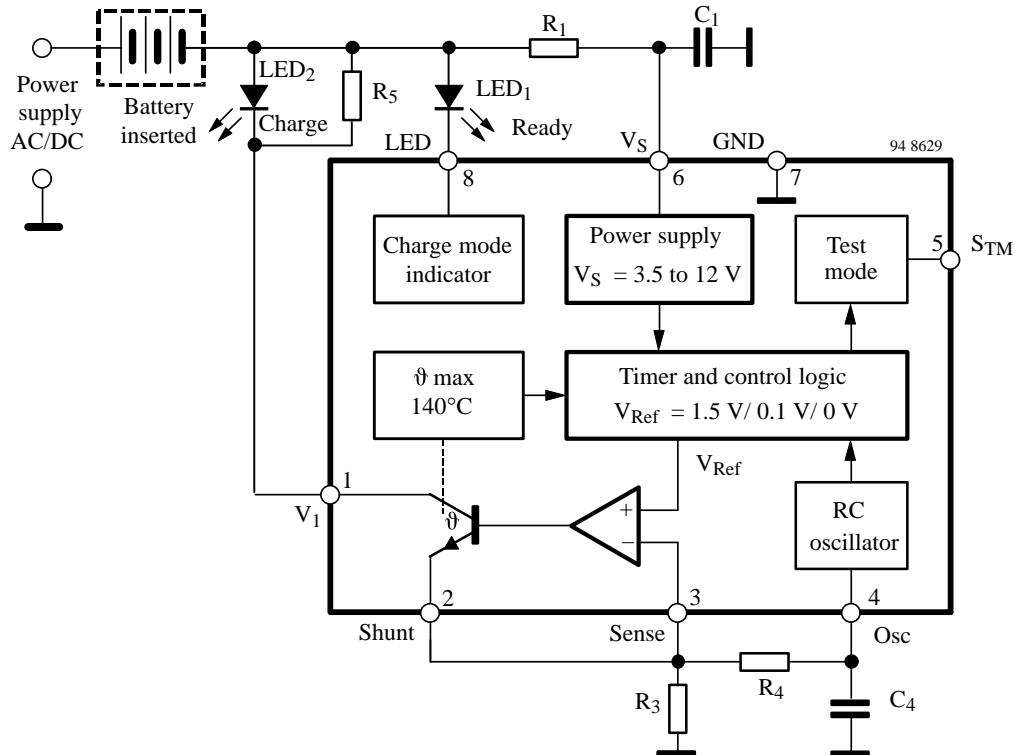 R1
C1
LED2
R5
LED1
Power
supply
AC/DC
Battery
inserted
Charge
Ready
LED
VS
GND
94 8629
8
6
7
Charge mode
indicator
Power supply
VS = 3.5 to 12 V
Test
mode
5
STM
ϑ max
140°C
Timer and control logic
VRef = 1.5 V/ 0.1 V/ 0 V
VRef
1
V1
ϑ
+
−
RC
oscillator
2
3
4
Shunt
Sense
Osc
R3
R4
C4